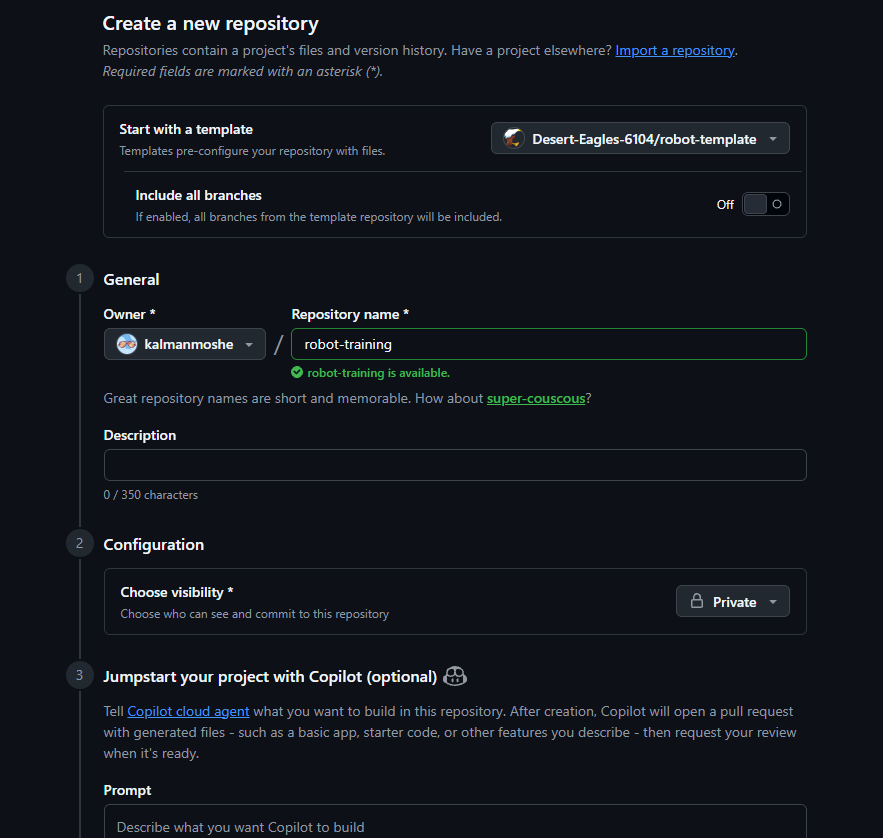 Create a new repository
Repositories contain a project's files and version history. Have a project elsewhere? Import a repository.
Required fields are marked with an asterisk (*).
Start with a template
Templates pre-configure your repository with files.
Desert-Eagles-6104/robot-template
Include all branches
If enabled, all branches from the template repository will be included.
Off
1
General
Owner *
Repository name *
kalmanmoshe
/
robot-training
robot-training is available.
Great repository names are short and memorable. How about super-couscous?
Description
0 / 350 characters
2
Configuration
Choose visibility *
Choose who can see and commit to this repository
Private
3
Jumpstart your project with Copilot (optional)
Tell Copilot cloud agent what you want to build in this repository. After creation, Copilot will open a pull request
with generated files - such as a basic app, starter code, or other features you describe - then request your review
when it's ready.
Prompt
Describe what you want Copilot to build